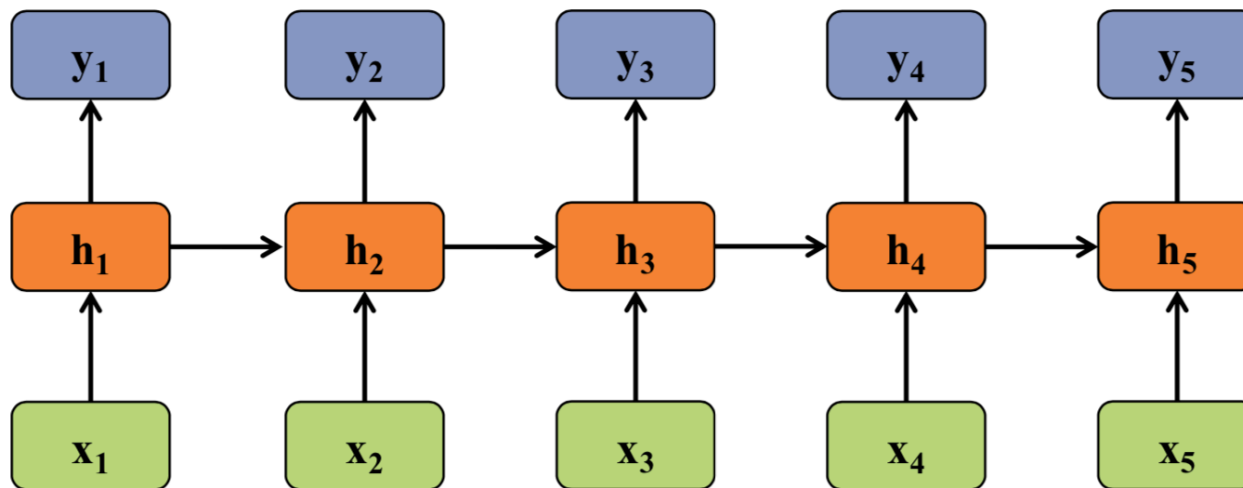 y₁ y₂ y₃ y₄ y₅
h₁ h₂ h₃ h₄ h₅
x₁ x₂ x₃ x₄ x₅